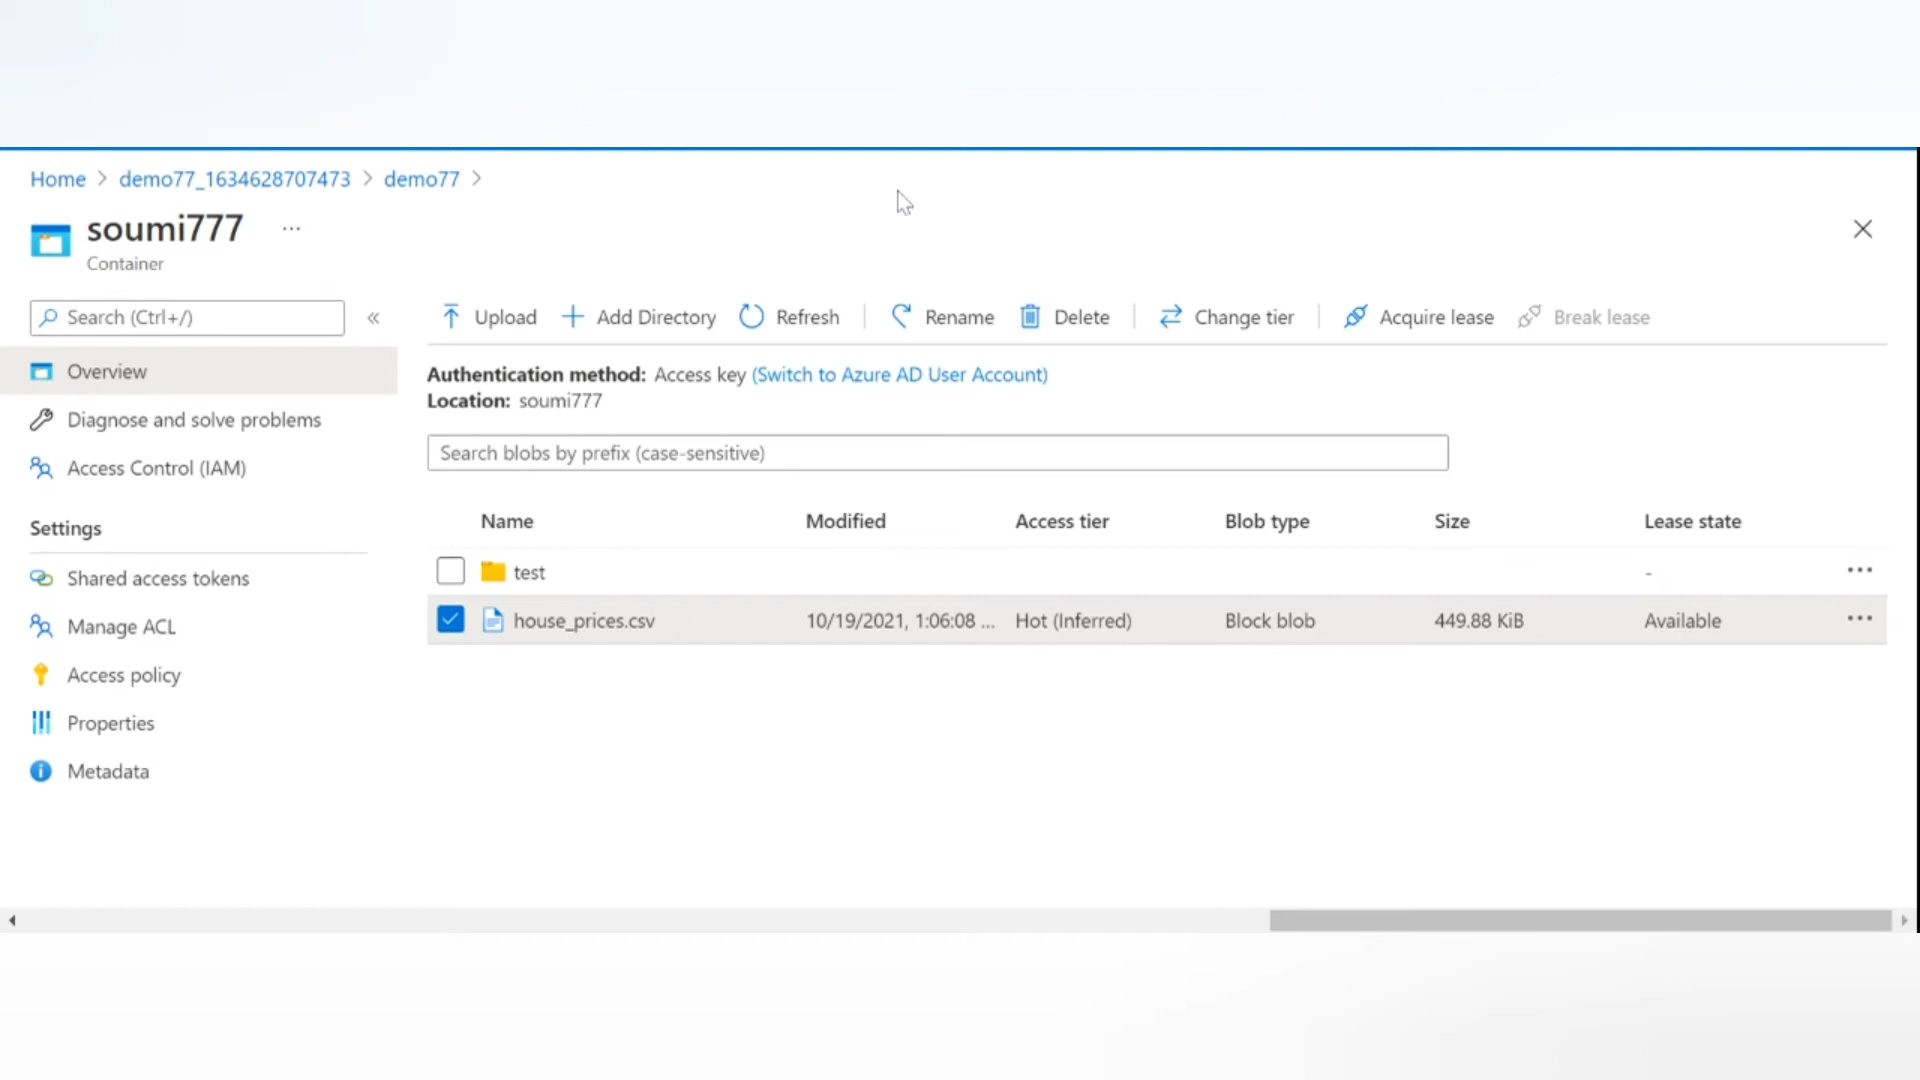 Home > demo77_1634628707473 > demo77 >
soumi777 ...
Container
Search (Ctrl+/) «
Upload Add Directory Refresh Rename Delete Change tier Acquire lease Break lease
Overview
Diagnose and solve problems
Access Control (IAM)
Settings
Shared access tokens
Manage ACL
Access policy
Properties
Metadata
Authentication method: Access key (Switch to Azure AD User Account)
Location: soumi777
Search blobs by prefix (case-sensitive)
Name Modified Access tier Blob type Size Lease state
test - ...
house_prices.csv 10/19/2021, 1:06:08 ... Hot (Inferred) Block blob 449.88 KiB Available ...